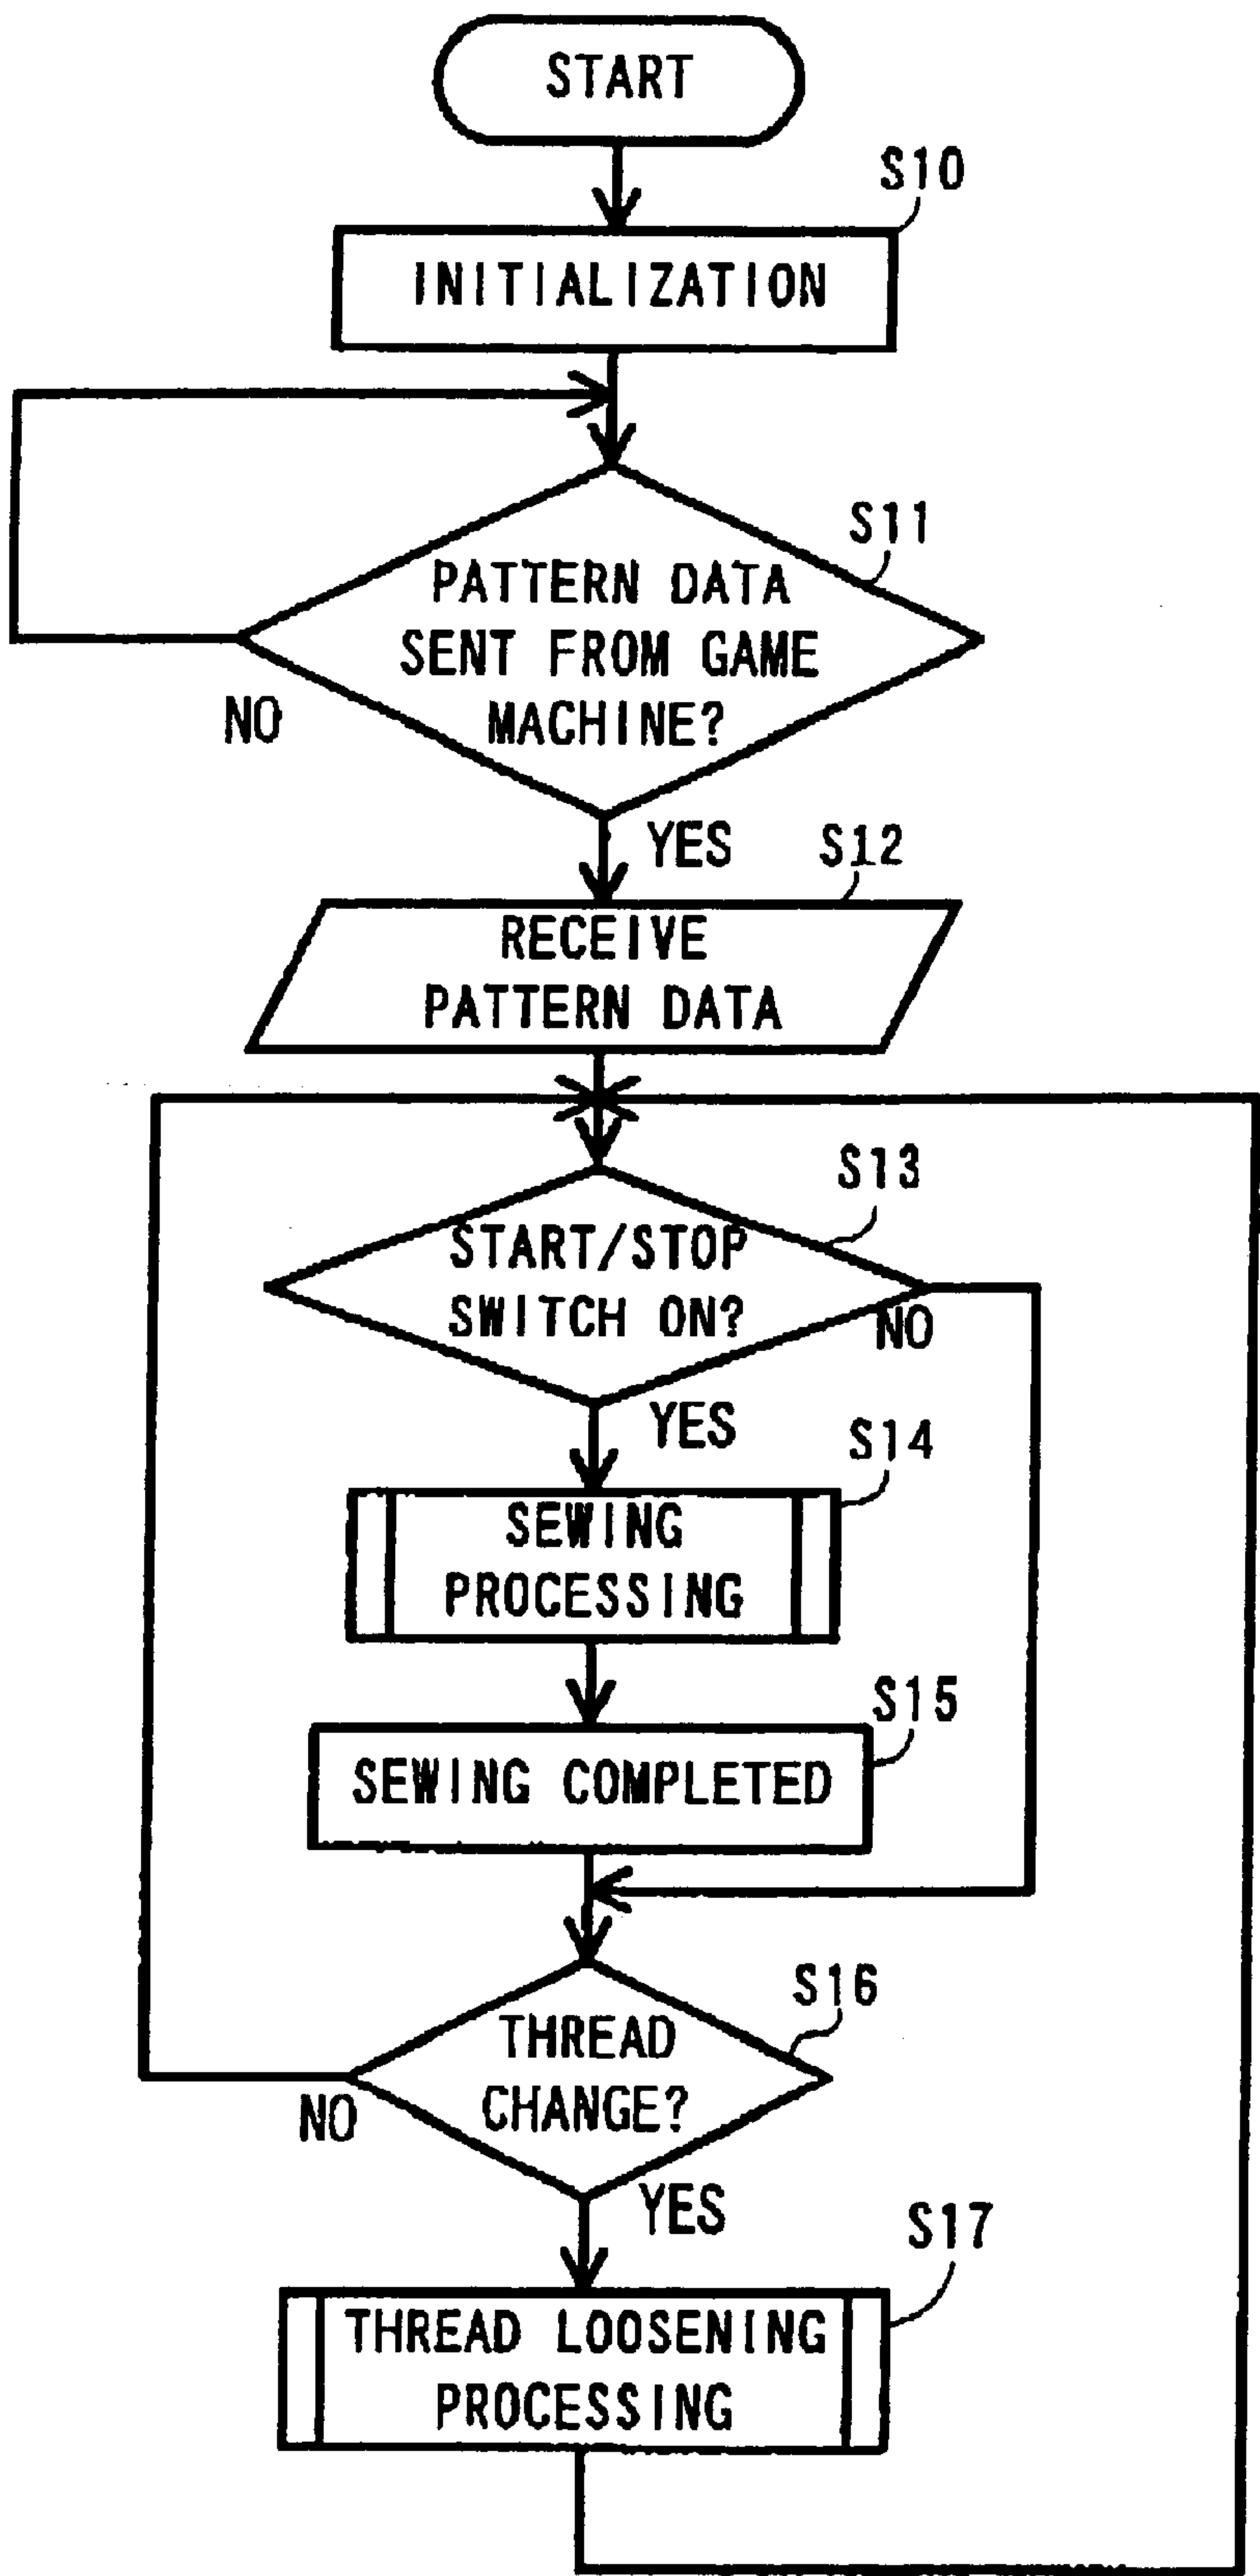 START
S10
INITIALIZATION
S11
PATTERN DATA
SENT FROM GAME
MACHINE?
NO
YES
S12
RECEIVE
PATTERN DATA
S13
START/STOP
SWITCH ON?
NO
YES
S14
SEWING
PROCESSING
S15
SEWING COMPLETED
S16
THREAD
CHANGE?
NO
YES
S17
THREAD LOOSENING
PROCESSING